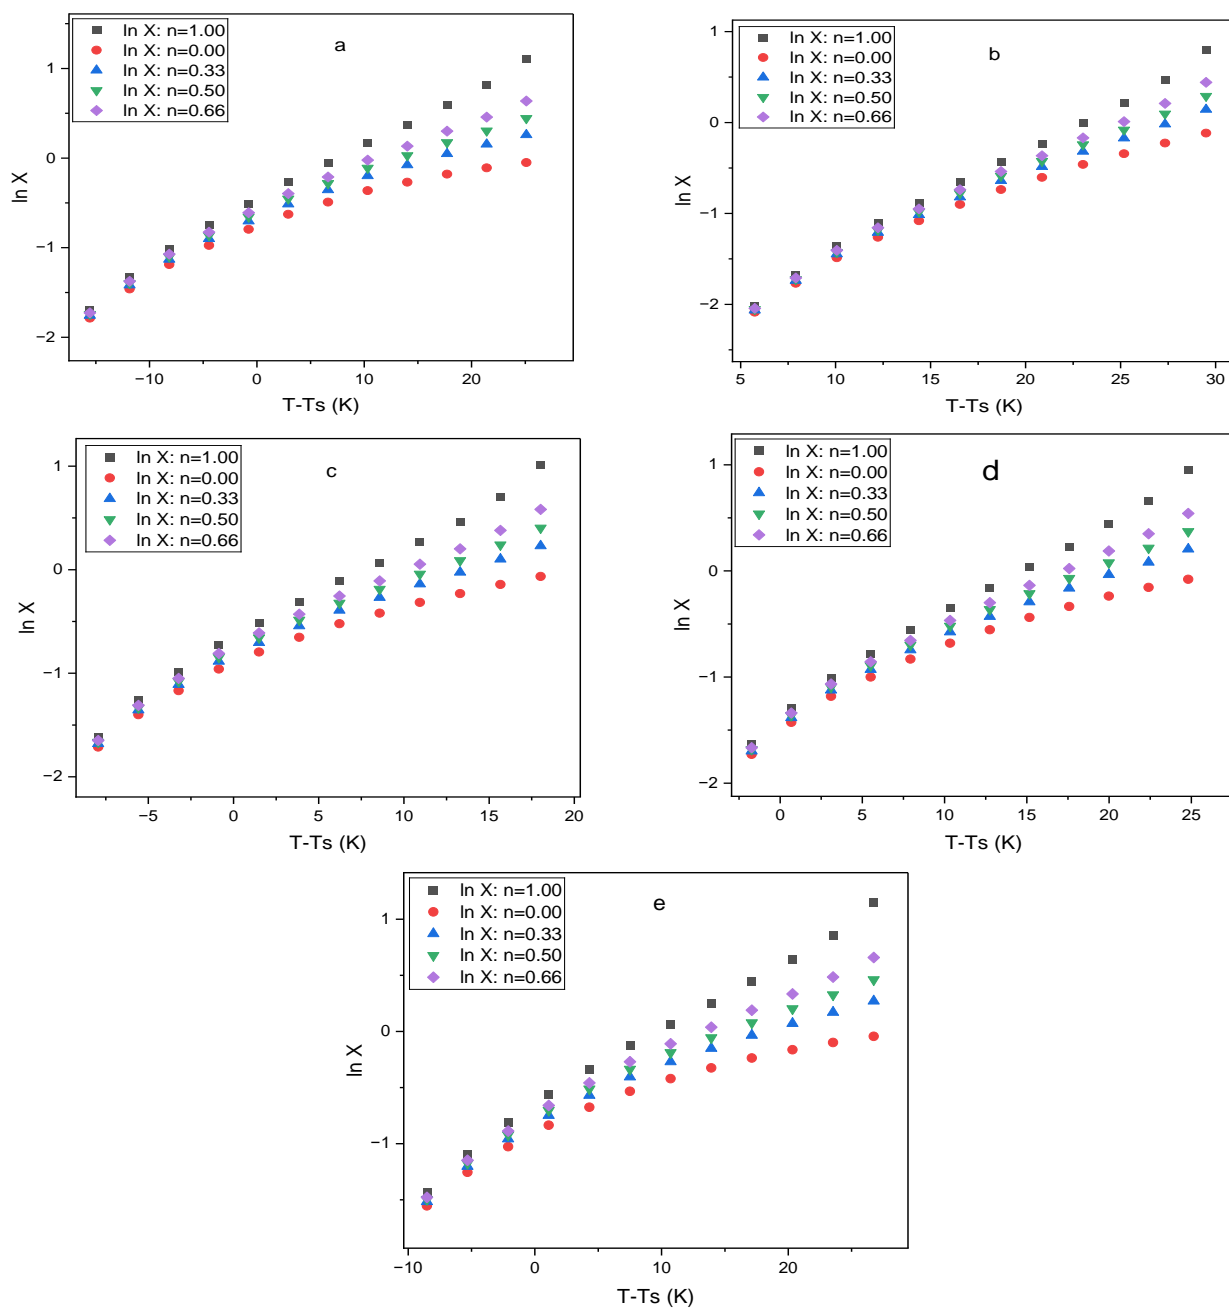 ln X: n=1.00
ln X: n=0.00
ln X: n=0.33
ln X: n=0.50
ln X: n=0.66
a
1
0
−1
−2
ln X
−10
0
10
20
T-Ts (K)
ln X: n=1.00
ln X: n=0.00
ln X: n=0.33
ln X: n=0.50
ln X: n=0.66
b
1
0
−1
−2
ln X
5
10
15
20
25
30
T-Ts (K)
ln X: n=1.00
ln X: n=0.00
ln X: n=0.33
ln X: n=0.50
ln X: n=0.66
c
1
0
−1
−2
ln X
−5
0
5
10
15
20
T-Ts (K)
ln X: n=1.00
ln X: n=0.00
ln X: n=0.33
ln X: n=0.50
ln X: n=0.66
d
1
0
−1
−2
ln X
0
5
10
15
20
25
T-Ts (K)
ln X: n=1.00
ln X: n=0.00
ln X: n=0.33
ln X: n=0.50
ln X: n=0.66
e
1
0
−1
ln X
−10
0
10
20
T-Ts (K)